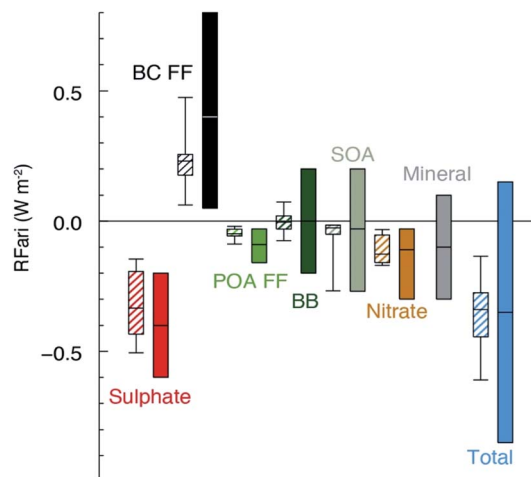 BC FF
0.5
SOA
Mineral
RFari (W m-2)
0.0
POA FF
BB
Nitrate
−0.5
Sulphate
Total